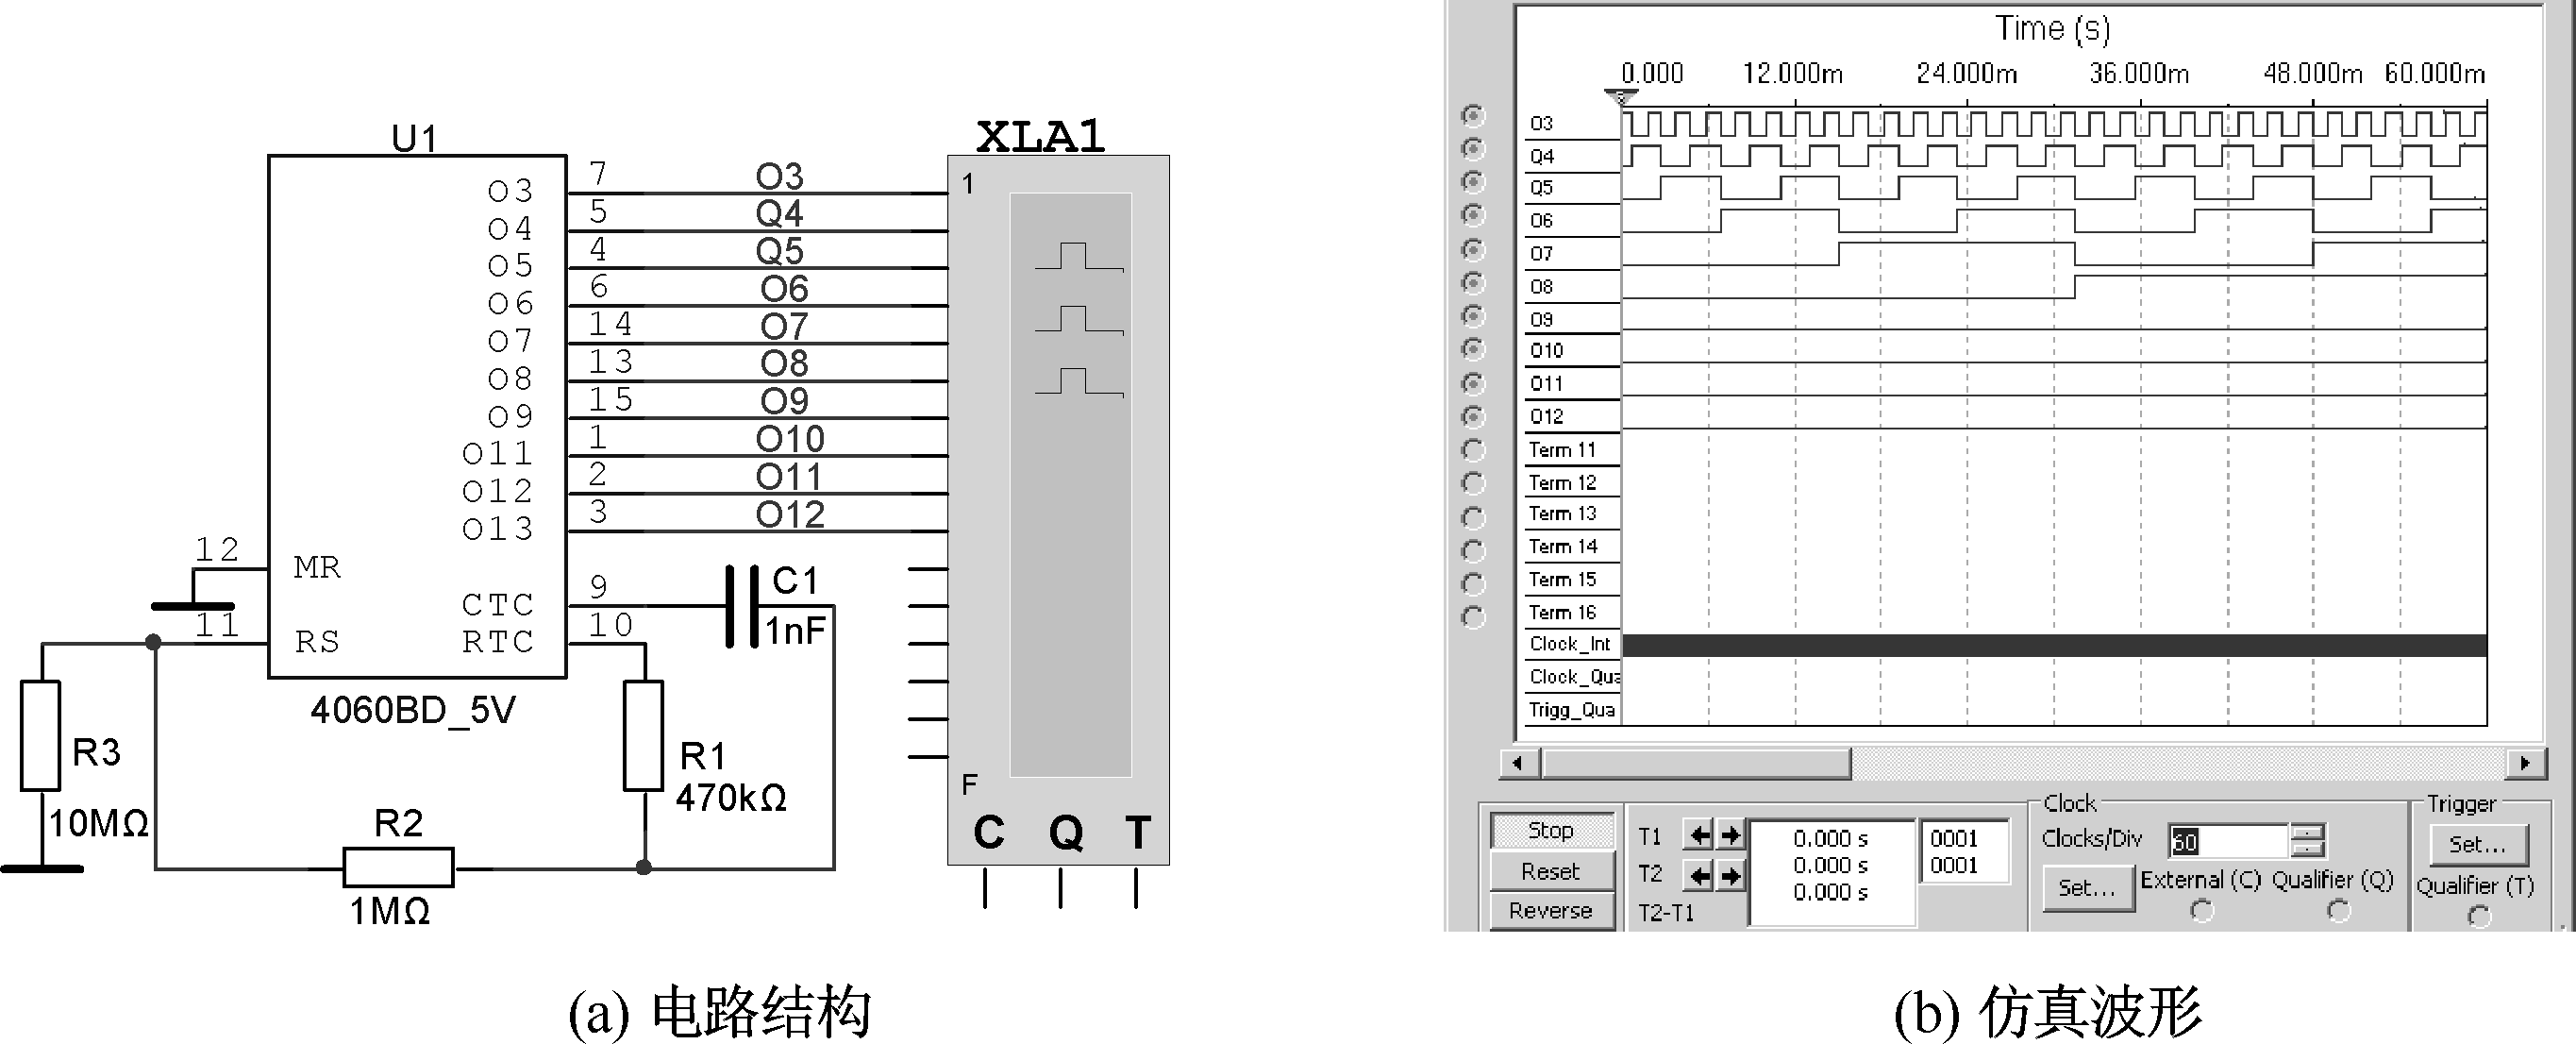 U1
O3
O4
O5
O6
O7
O8
O9
O11
O12
O13
MR
RS
CTC
RTC
7
5
4
6
14
13
15
1
2
3
12
11
9
10
O3
Q4
Q5
O6
O7
O8
O9
O10
O11
O12
4060BD_5V
R3
10MΩ
R2
1MΩ
R1
470kΩ
C1
1nF
XLA1
1
F
C Q T
(a) 电路结构
Time (s)
0.000 12.000m 24.000m 36.000m 48.000m 60.000m
O3
Q4
Q5
O6
O7
O8
O9
O10
O11
O12
Term 11
Term 12
Term 13
Term 14
Term 15
Term 16
Clock_Int
Clock_Qua
Trigg_Qua
Stop
Reset
Reverse
T1
T2
T2-T1
0.000 s
0.000 s
0.000 s
0001
0001
Clock
Clocks/Div 60
Set...
External (C) Qualifier (Q)
Trigger
Set...
Qualifier (T)
(b) 仿真波形